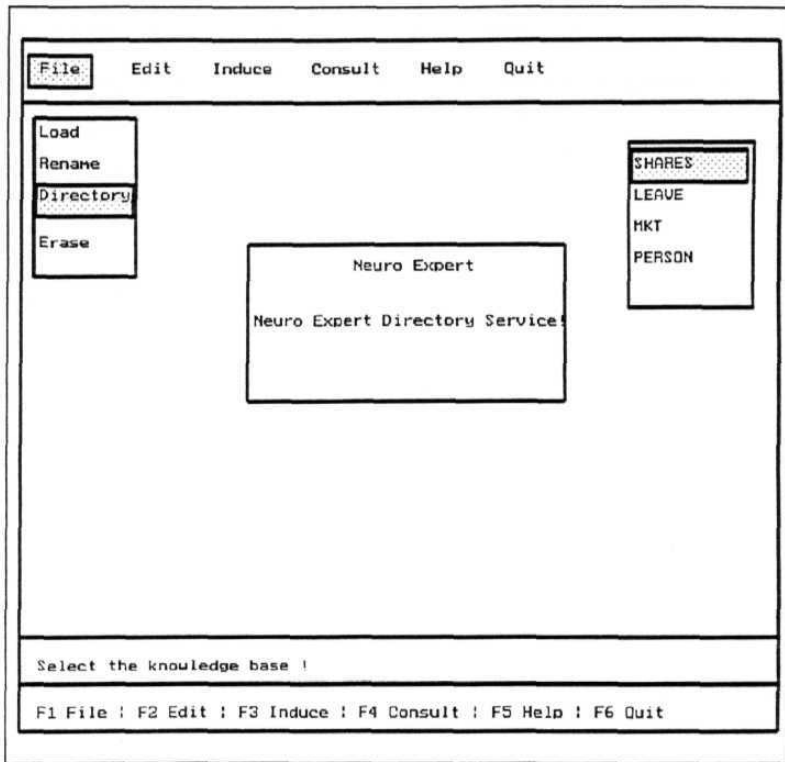 File Edit Induce Consult Help Quit
Load
Rename
Directory
Erase
SHARES
LEAVE
MKT
PERSON
Neuro Expert
Neuro Expert Directory Service!
Select the knowledge base !
F1 File ¦ F2 Edit ¦ F3 Induce ¦ F4 Consult ¦ F5 Help ¦ F6 Quit